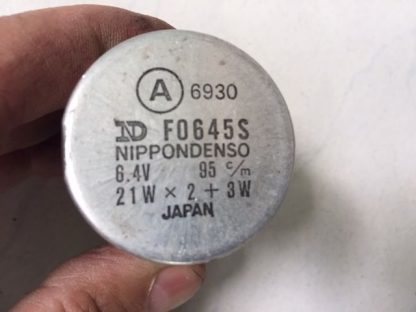 A 6930
ND F0645S
NIPPONDENSO
6.4V 95 c/m
21W × 2 + 3W
JAPAN